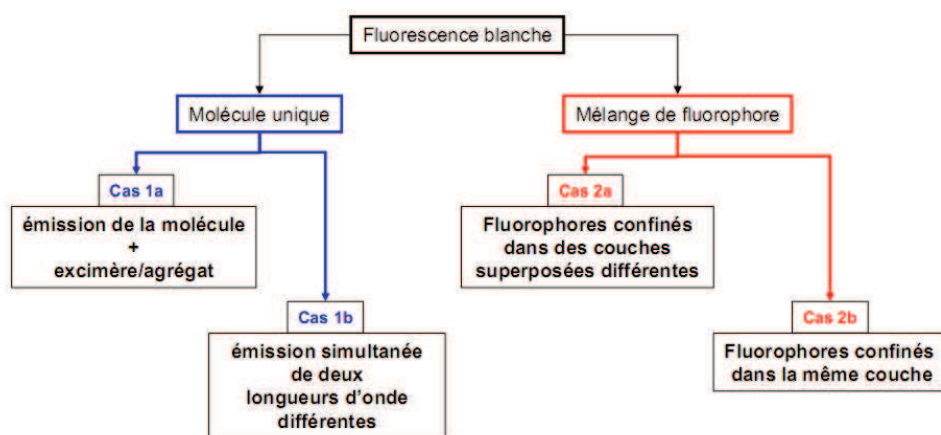 Fluorescence blanche
Molécule unique
Mélange de fluorophore
Cas 1a
émission de la molécule
+
excimère/agrégat
Cas 1b
émission simultanée
de deux
longueurs d'onde
différentes
Cas 2a
Fluorophores confinés
dans des couches
superposées différentes
Cas 2b
Fluorophores confinés
dans la même couche